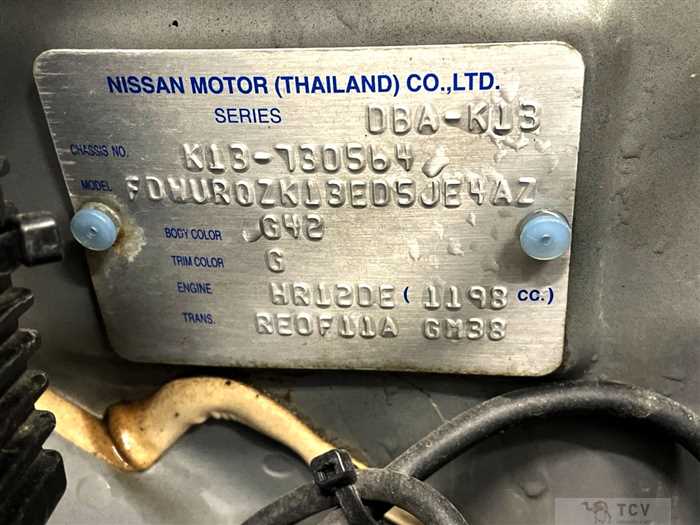 NISSAN MOTOR (THAILAND) CO.,LTD.
SERIES DBA-K13
CHASSIS NO. K13-730564
MODEL FDWURQZK13ED5JE4AZ
BODY COLOR G42
TRIM COLOR G
ENGINE HR12DE ( 1198 CC.)
TRANS. RE0F11A GM38
TCV